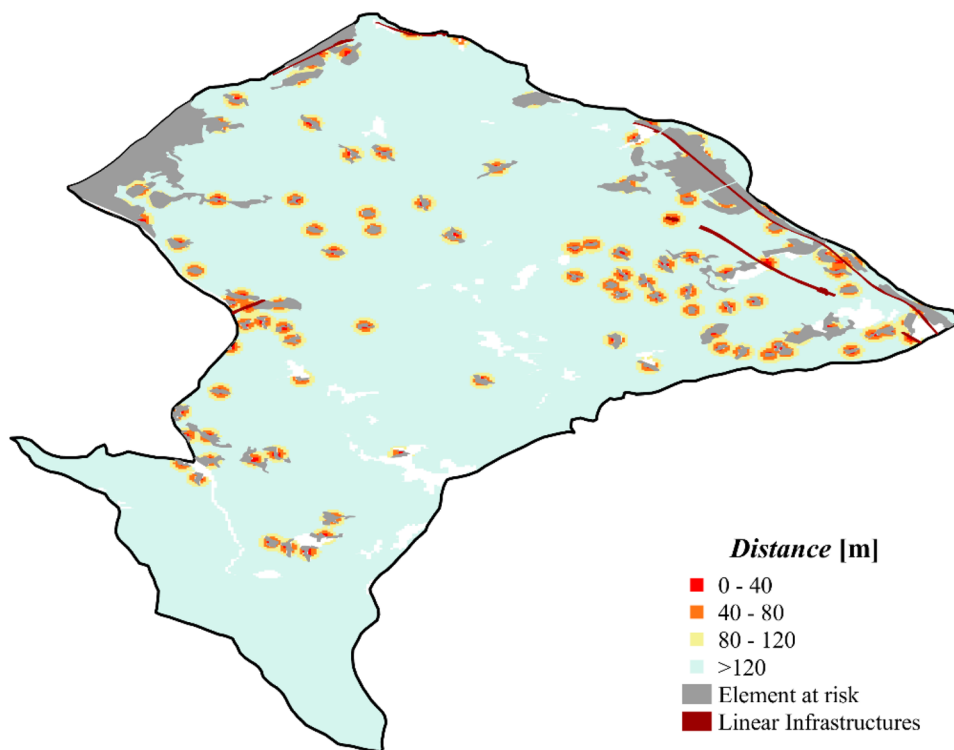 Distance [m]
0 - 40
40 - 80
80 - 120
>120
Element at risk
Linear Infrastructures